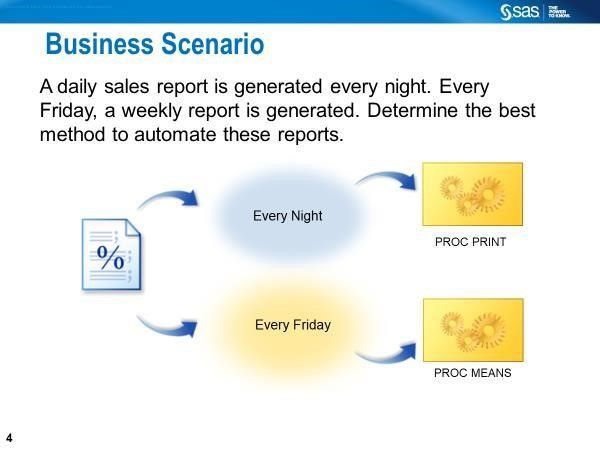 sas THE
POWER
TO KNOW.
Business Scenario
A daily sales report is generated every night. Every
Friday, a weekly report is generated. Determine the best
method to automate these reports.
Every Night
PROC PRINT
%
Every Friday
PROC MEANS
4